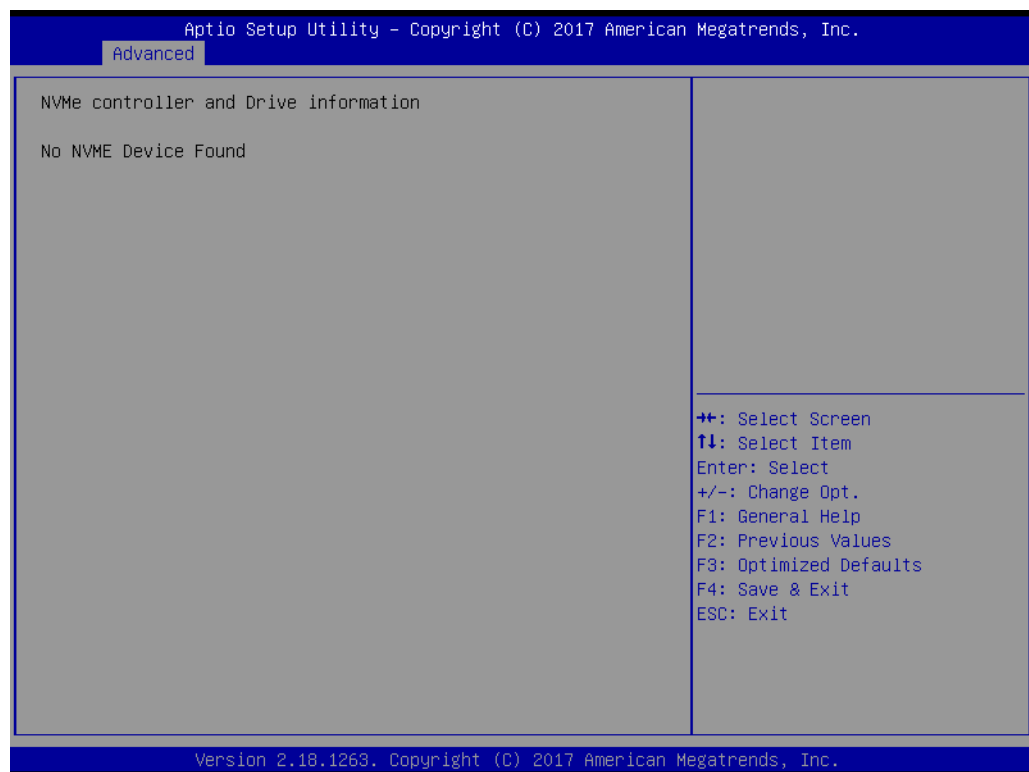 Aptio Setup Utility – Copyright (C) 2017 American Megatrends, Inc.
Advanced
NVMe controller and Drive information
No NVME Device Found
→←: Select Screen
↑↓: Select Item
Enter: Select
+/-: Change Opt.
F1: General Help
F2: Previous Values
F3: Optimized Defaults
F4: Save & Exit
ESC: Exit
Version 2.18.1263. Copyright (C) 2017 American Megatrends, Inc.